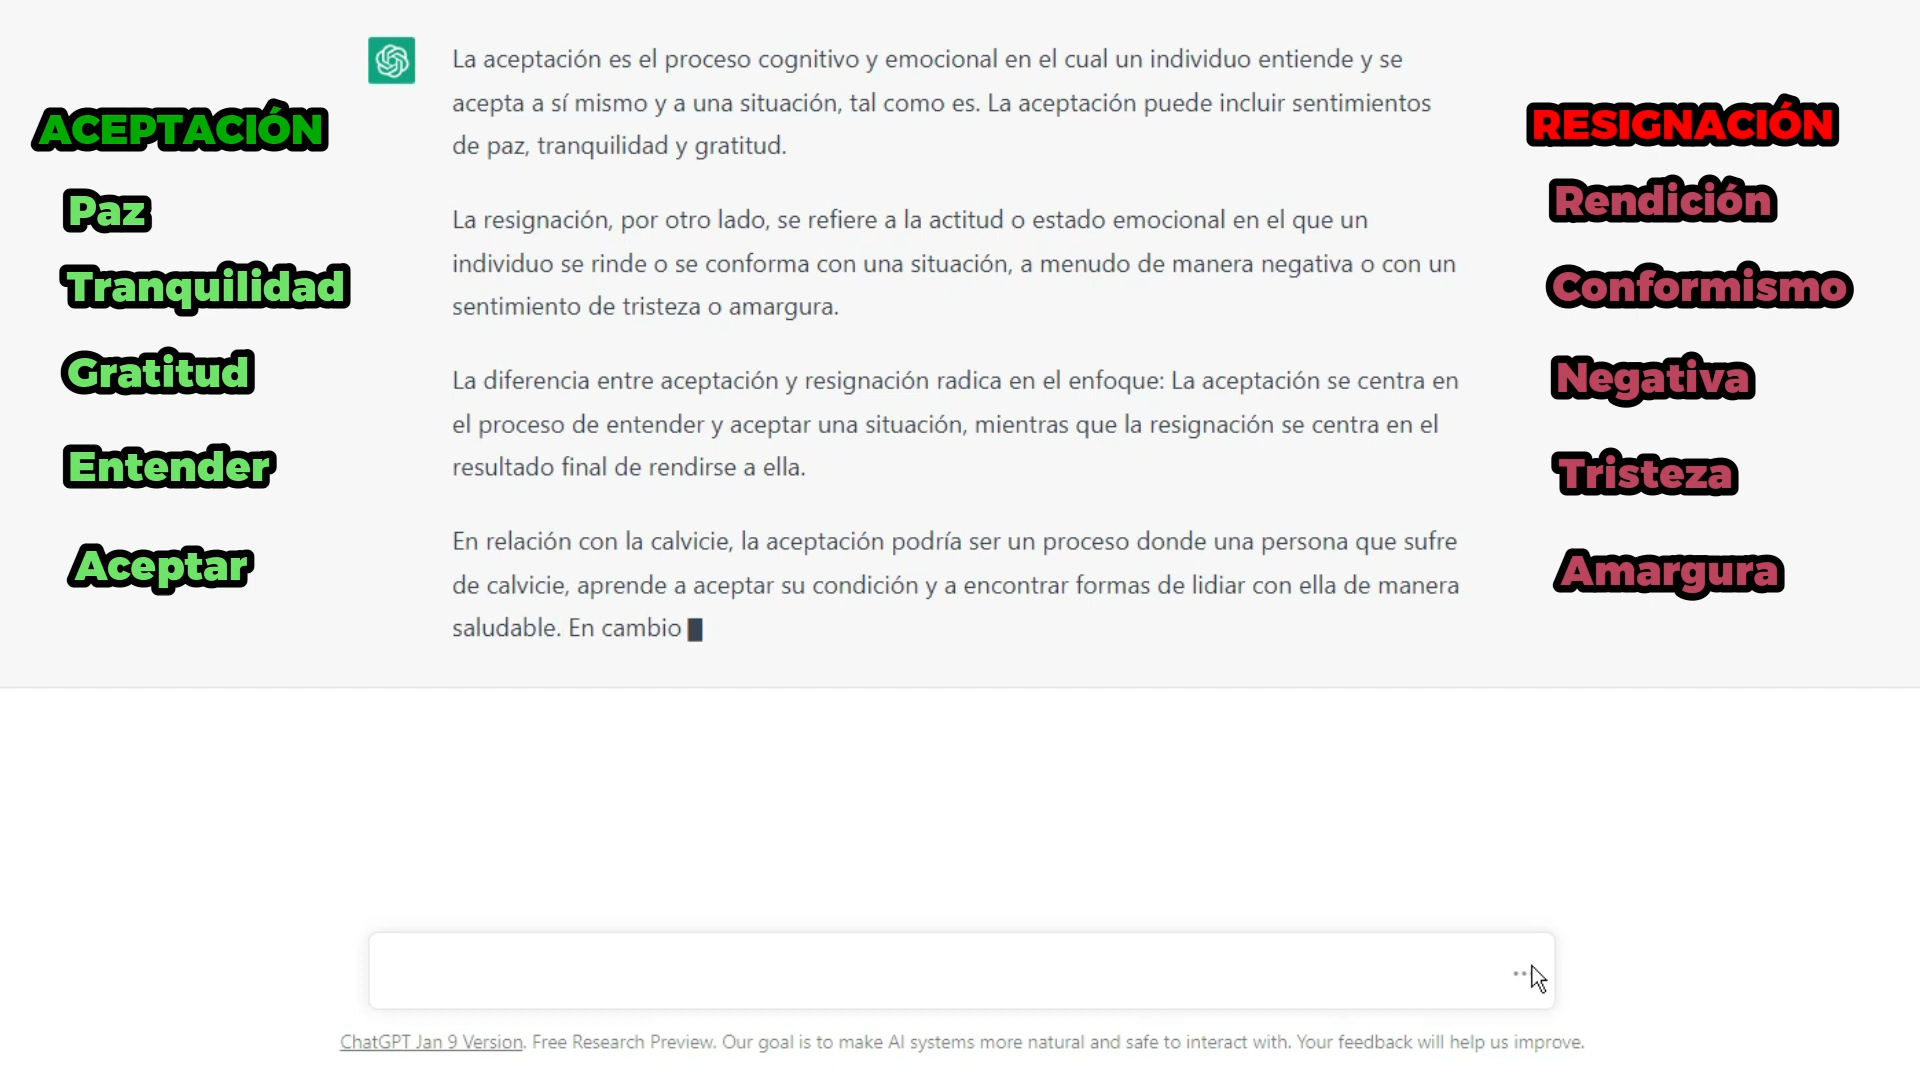 ACEPTACIÓN
Paz
Tranquilidad
Gratitud
Entender
Aceptar
La aceptación es el proceso cognitivo y emocional en el cual un individuo entiende y se
acepta a sí mismo y a una situación, tal como es. La aceptación puede incluir sentimientos
de paz, tranquilidad y gratitud.
La resignación, por otro lado, se refiere a la actitud o estado emocional en el que un
individuo se rinde o se conforma con una situación, a menudo de manera negativa o con un
sentimiento de tristeza o amargura.
La diferencia entre aceptación y resignación radica en el enfoque: La aceptación se centra en
el proceso de entender y aceptar una situación, mientras que la resignación se centra en el
resultado final de rendirse a ella.
En relación con la calvicie, la aceptación podría ser un proceso donde una persona que sufre
de calvicie, aprende a aceptar su condición y a encontrar formas de lidiar con ella de manera
saludable. En cambio
RESIGNACIÓN
Rendición
Conformismo
Negativa
Tristeza
Amargura
ChatGPT Jan 9 Version. Free Research Preview. Our goal is to make AI systems more natural and safe to interact with. Your feedback will help us improve.